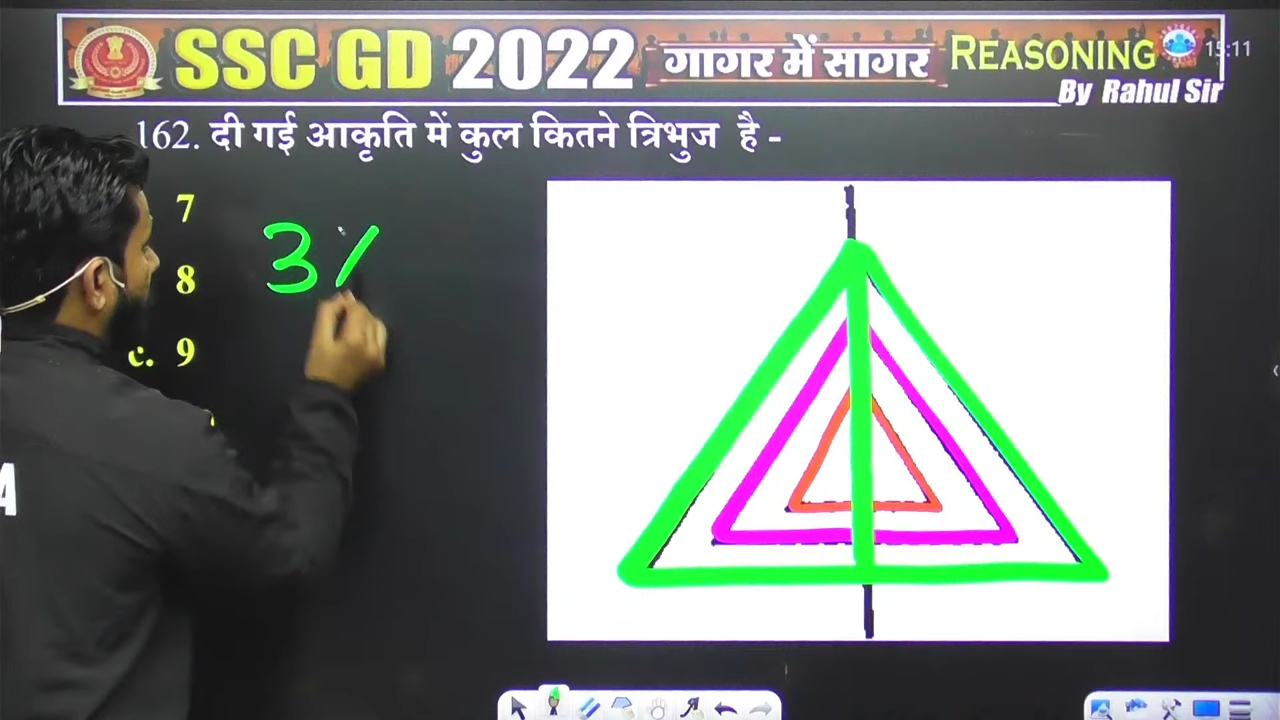 SSC GD 2022 गागर में सागर REASONING
15:11
By Rahul Sir
162. दी गई आकृति में कुल कितने त्रिभुज है -
7
8
c. 9
3
A